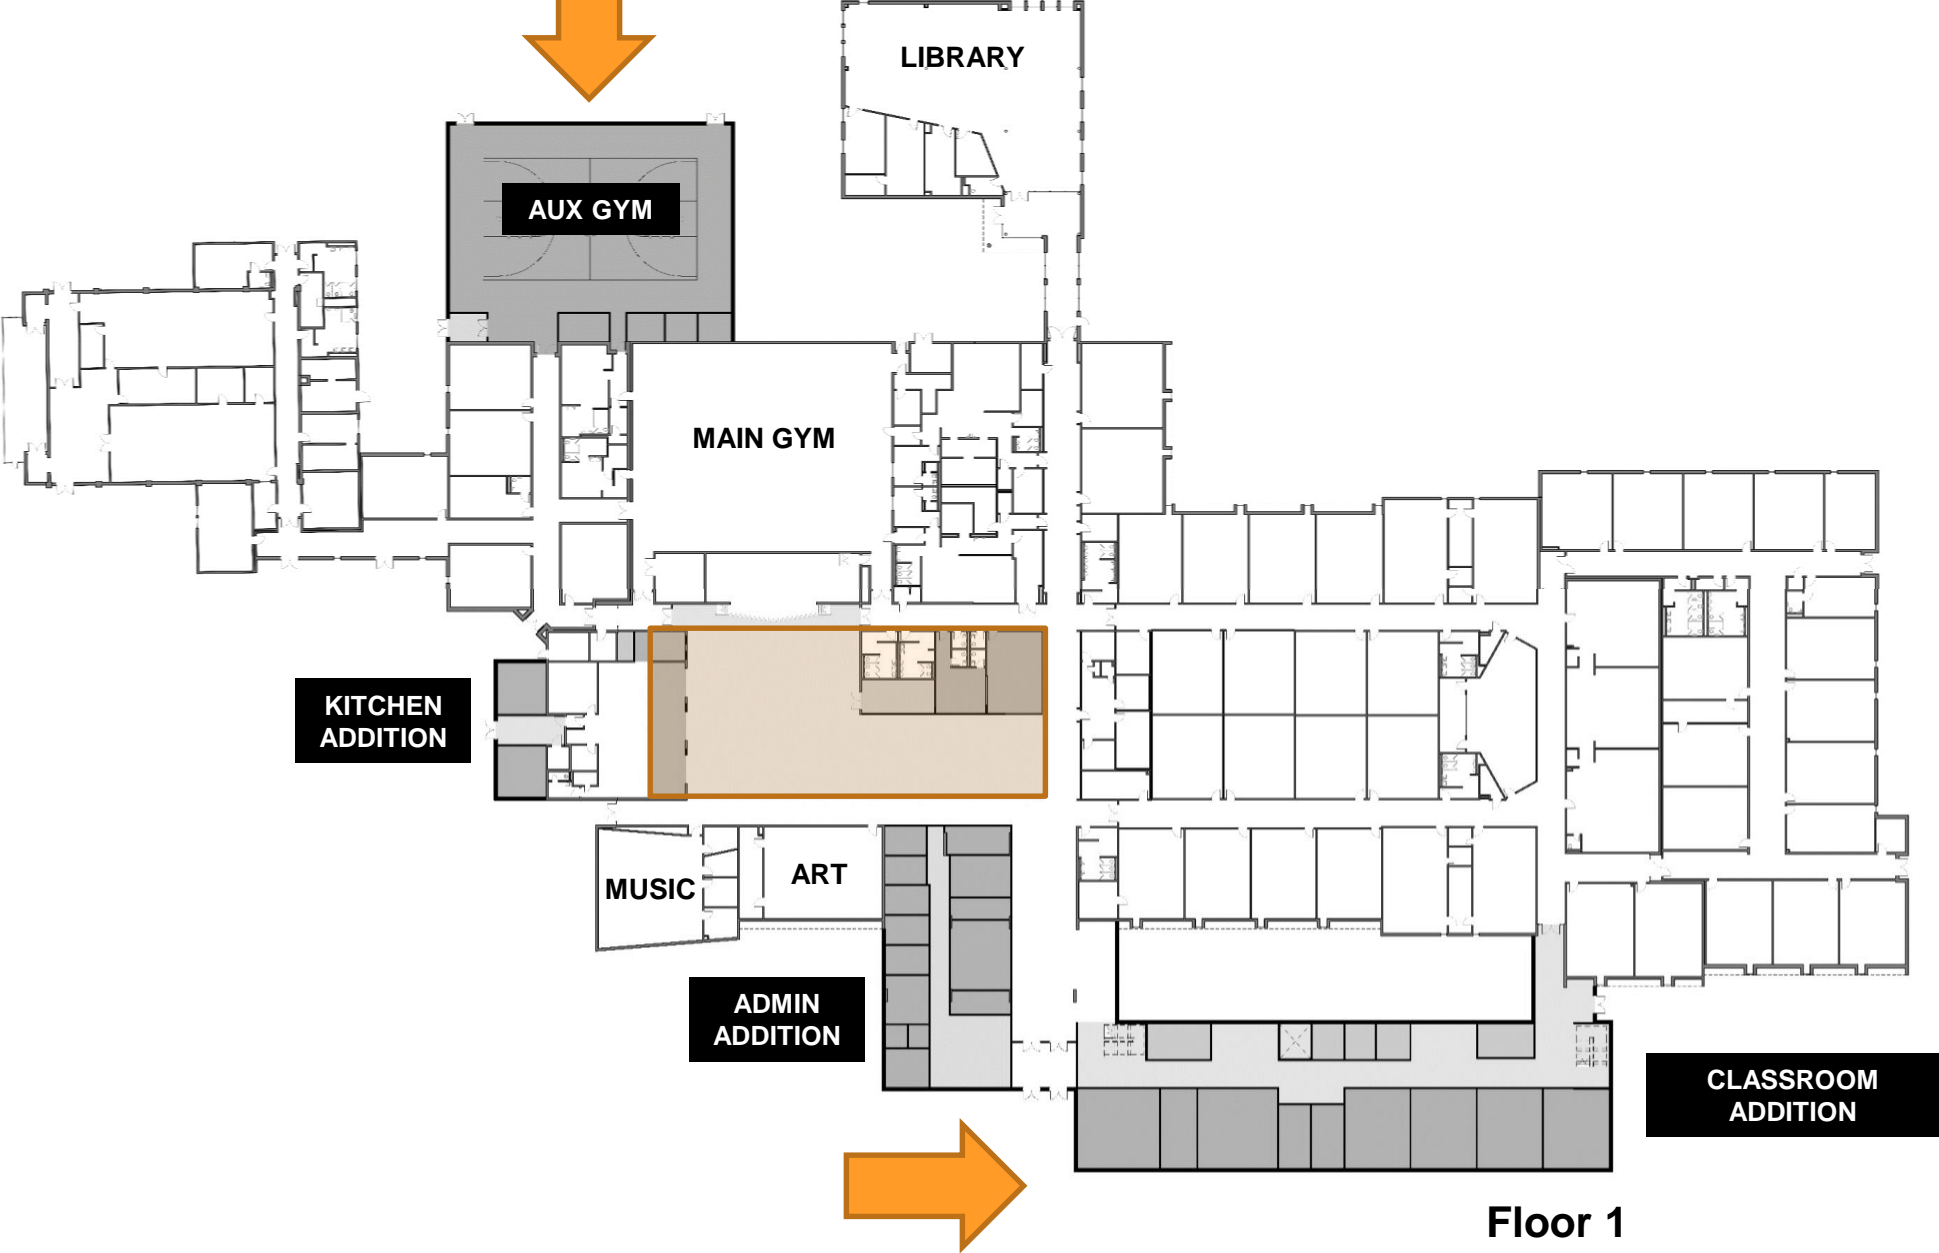 LIBRARY
AUX GYM
MAIN GYM
KITCHEN
ADDITION
MUSIC
ART
ADMIN
ADDITION
CLASSROOM
ADDITION
Floor 1